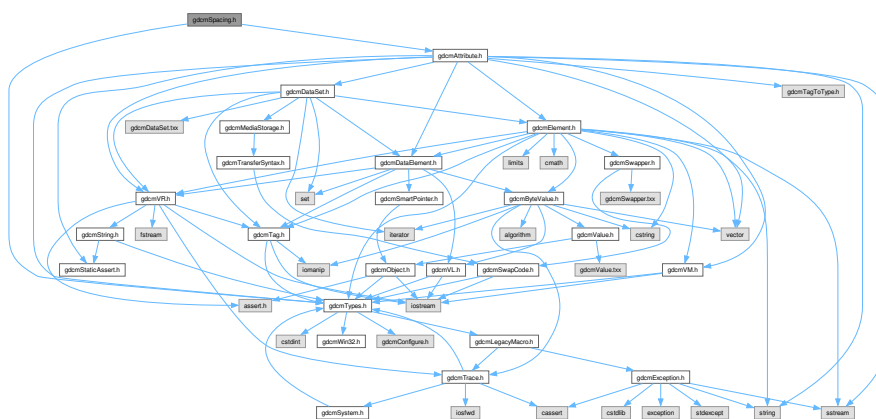 gdcmSpacing.h
gdcmAttribute.h
gdcmDataSet.h
gdcmTagToType.h
gdcmDataSet.txx
gdcmMediaStorage.h
gdcmElement.h
gdcmTransferSyntax.h
gdcmDataElement.h
limits
cmath
gdcmSwapper.h
gdcmVR.h
set
gdcmSmartPointer.h
gdcmByteValue.h
gdcmSwapper.txx
gdcmString.h
fstream
gdcmTag.h
iterator
algorithm
gdcmValue.h
cstring
vector
gdcmStaticAssert.h
iomanip
gdcmObject.h
gdcmVL.h
gdcmSwapCode.h
gdcmValue.txx
gdcmVM.h
assert.h
gdcmTypes.h
iostream
cstdint
gdcmWin32.h
gdcmConfigure.h
gdcmLegacyMacro.h
gdcmTrace.h
gdcmException.h
gdcmSystem.h
iosfwd
cassert
cstdlib
exception
stdexcept
string
sstream